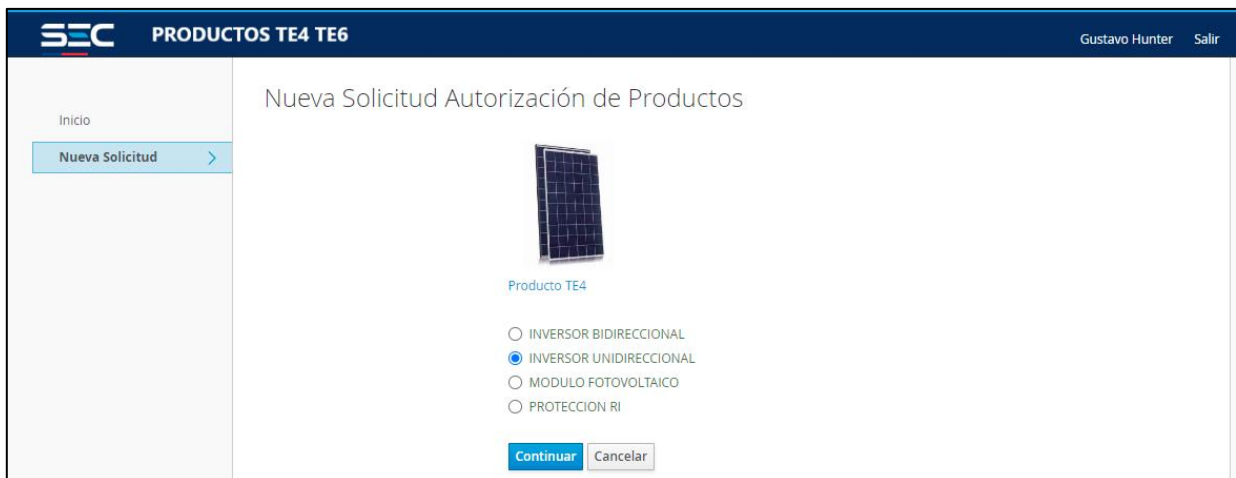 SEC PRODUCTOS TE4 TE6
Gustavo Hunter Salir
Inicio
Nueva Solicitud
Nueva Solicitud Autorización de Productos
Producto TE4
INVERSOR BIDIRECCIONAL
INVERSOR UNIDIRECCIONAL
MODULO FOTOVOLTAICO
PROTECCION RI
Continuar Cancelar